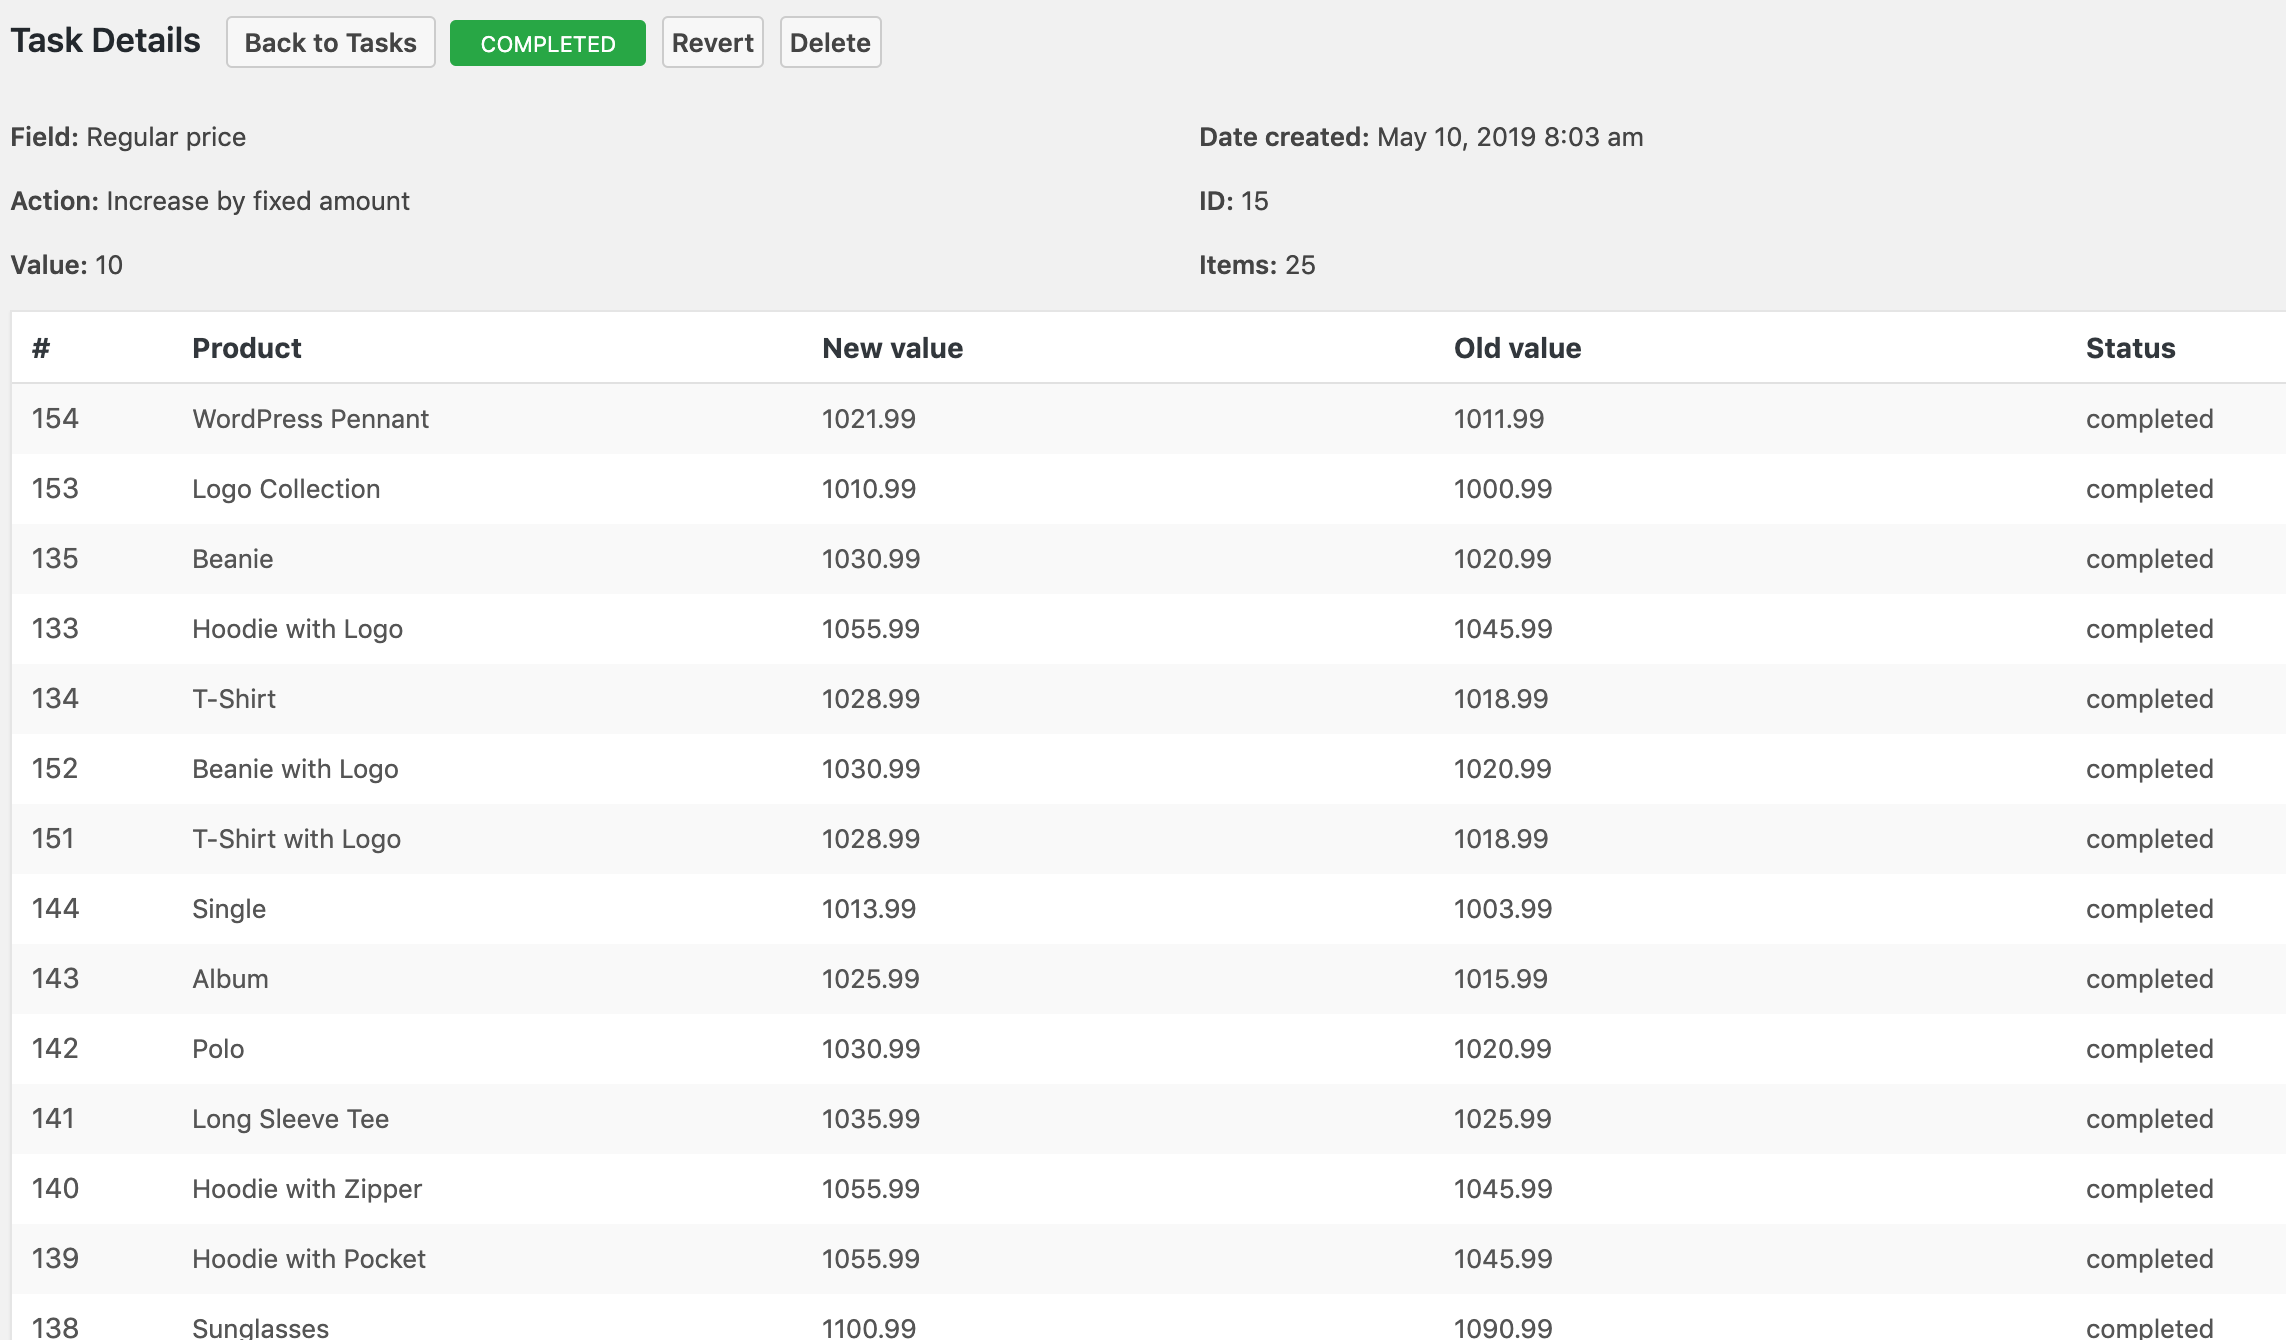 Task Details Back to Tasks COMPLETED Revert Delete
Field: Regular price Date created: May 10, 2019 8:03 am
Action: Increase by fixed amount ID: 15
Value: 10 Items: 25
# Product New value Old value Status
154 WordPress Pennant 1021.99 1011.99 completed
153 Logo Collection 1010.99 1000.99 completed
135 Beanie 1030.99 1020.99 completed
133 Hoodie with Logo 1055.99 1045.99 completed
134 T-Shirt 1028.99 1018.99 completed
152 Beanie with Logo 1030.99 1020.99 completed
151 T-Shirt with Logo 1028.99 1018.99 completed
144 Single 1013.99 1003.99 completed
143 Album 1025.99 1015.99 completed
142 Polo 1030.99 1020.99 completed
141 Long Sleeve Tee 1035.99 1025.99 completed
140 Hoodie with Zipper 1055.99 1045.99 completed
139 Hoodie with Pocket 1055.99 1045.99 completed
138 Sunglasses 1100.99 1090.99 completed